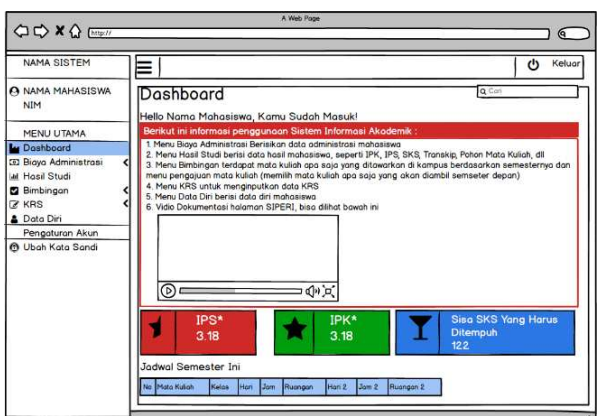 A Web Page
http://
NAMA SISTEM
Keluar
NAMA MAHASISWA
NIM
MENU UTAMA
Dashboard
Biaya Administrasi
Hasil Studi
Bimbingan
KRS
Data Diri
Pengaturan Akun
Ubah Kata Sandi
Dashboard
Cari
Hello Nama Mahasiswa, Kamu Sudah Masuk!
Berikut ini informasi penggunaan Sistem Informasi Akademik :
1. Menu Biaya Administrasi Berisikan data administrasi mahasiswa
2. Menu Hasil Studi berisi data hasil mahasiswa, seperti IPK, IPS, SKS, Transkip, Pohon Mata Kuliah, dll
3. Menu Bimbingan terdapat mata kuliah apa saja yang ditawarkan di kampus berdasarkan semesternya dan
menu pengajuan mata kuliah (memilih mata kuliah apa saja yang akan diambil semseter depan)
4. Menu KRS untuk menginputkan data KRS
5. Menu Data Diri berisi data diri mahasiswa
6. Vidio Dokumentasi halaman SIPERI, bisa dilihat bawah ini
IPS*
3.18
IPK*
3.18
Sisa SKS Yang Harus
Ditempuh
122
Jadwal Semester Ini
No Mata Kuliah Kelas Hari Jam Ruangan Hari 2 Jam 2 Ruangan 2